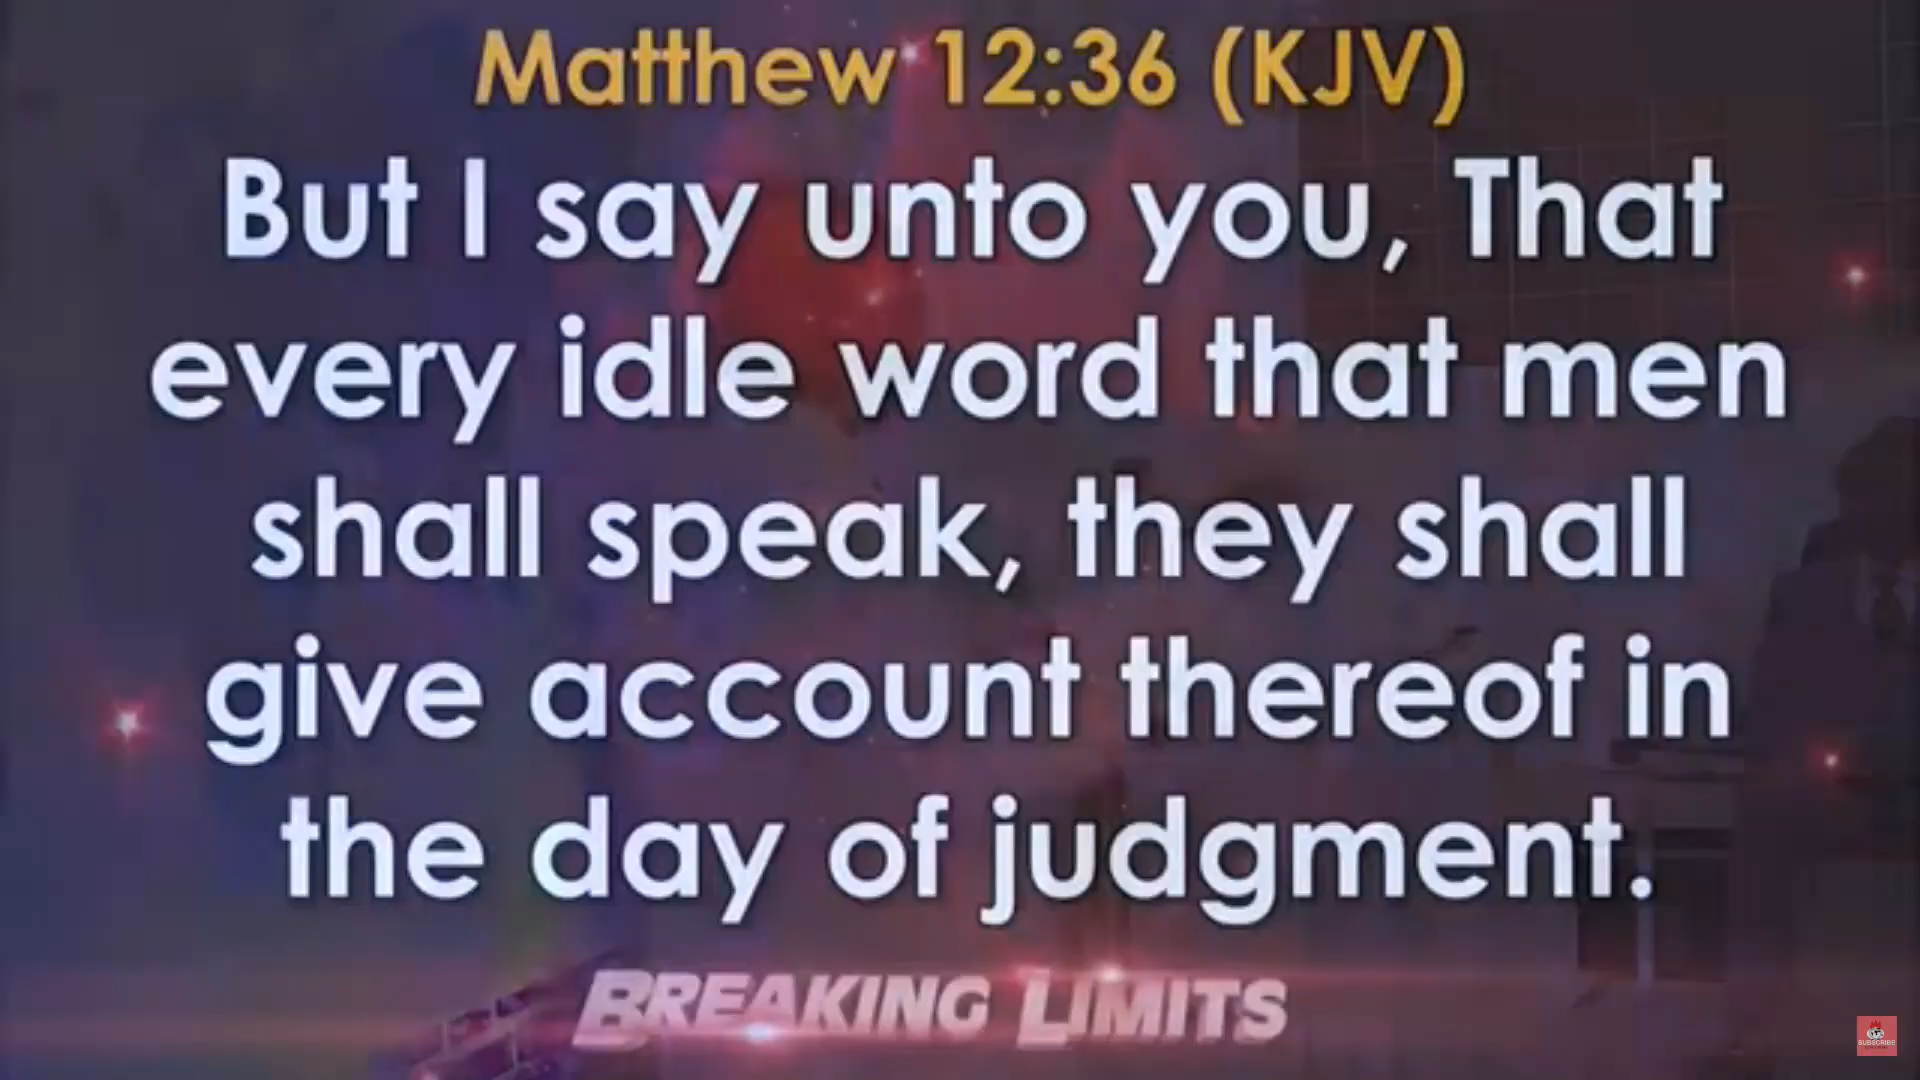 Matthew 12:36 (KJV)
But I say unto you, That
every idle word that men
shall speak, they shall
give account thereof in
the day of judgment.
BREAKING LIMITS
SUBSCRIBE